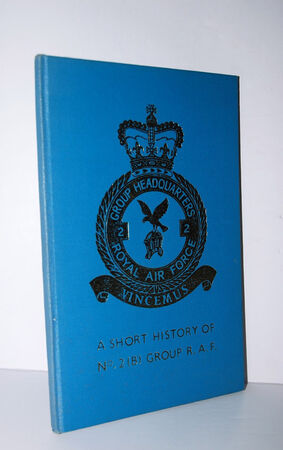 GROUP HEADQUARTERS
2 2
ROYAL AIR FORCE
VINCEMUS
A SHORT HISTORY OF
No. 2 (B) GROUP R. A. F.